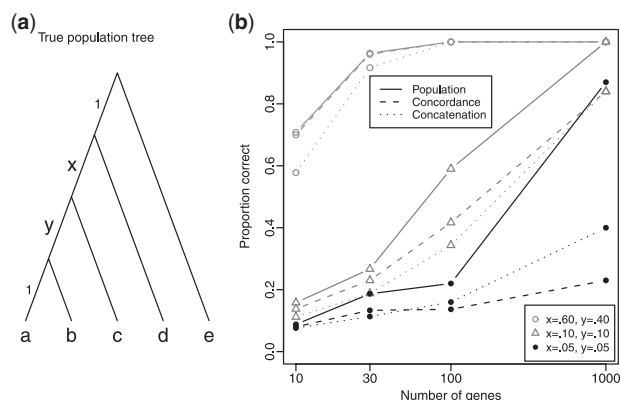 (a)
True population tree
1
x
y
1
a b c d e
(b)
Proportion correct
1.0
0.8
0.6
0.4
0.2
0.0
Population
Concordance
Concatenation
x=.60, y=.40
x=.10, y=.10
x=.05, y=.05
10 30 100 1000
Number of genes